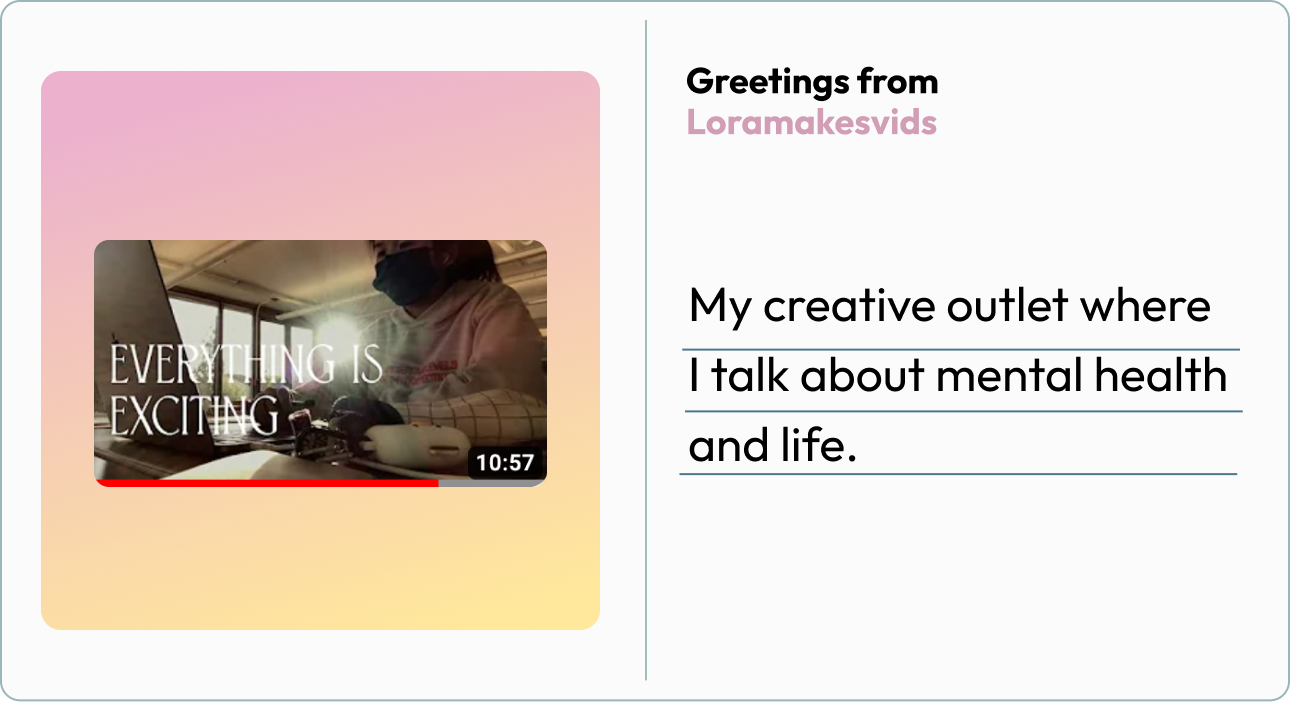 EVERYTHING IS
EXCITING
10:57
Greetings from
Loramakesvids
My creative outlet where
I talk about mental health
and life.